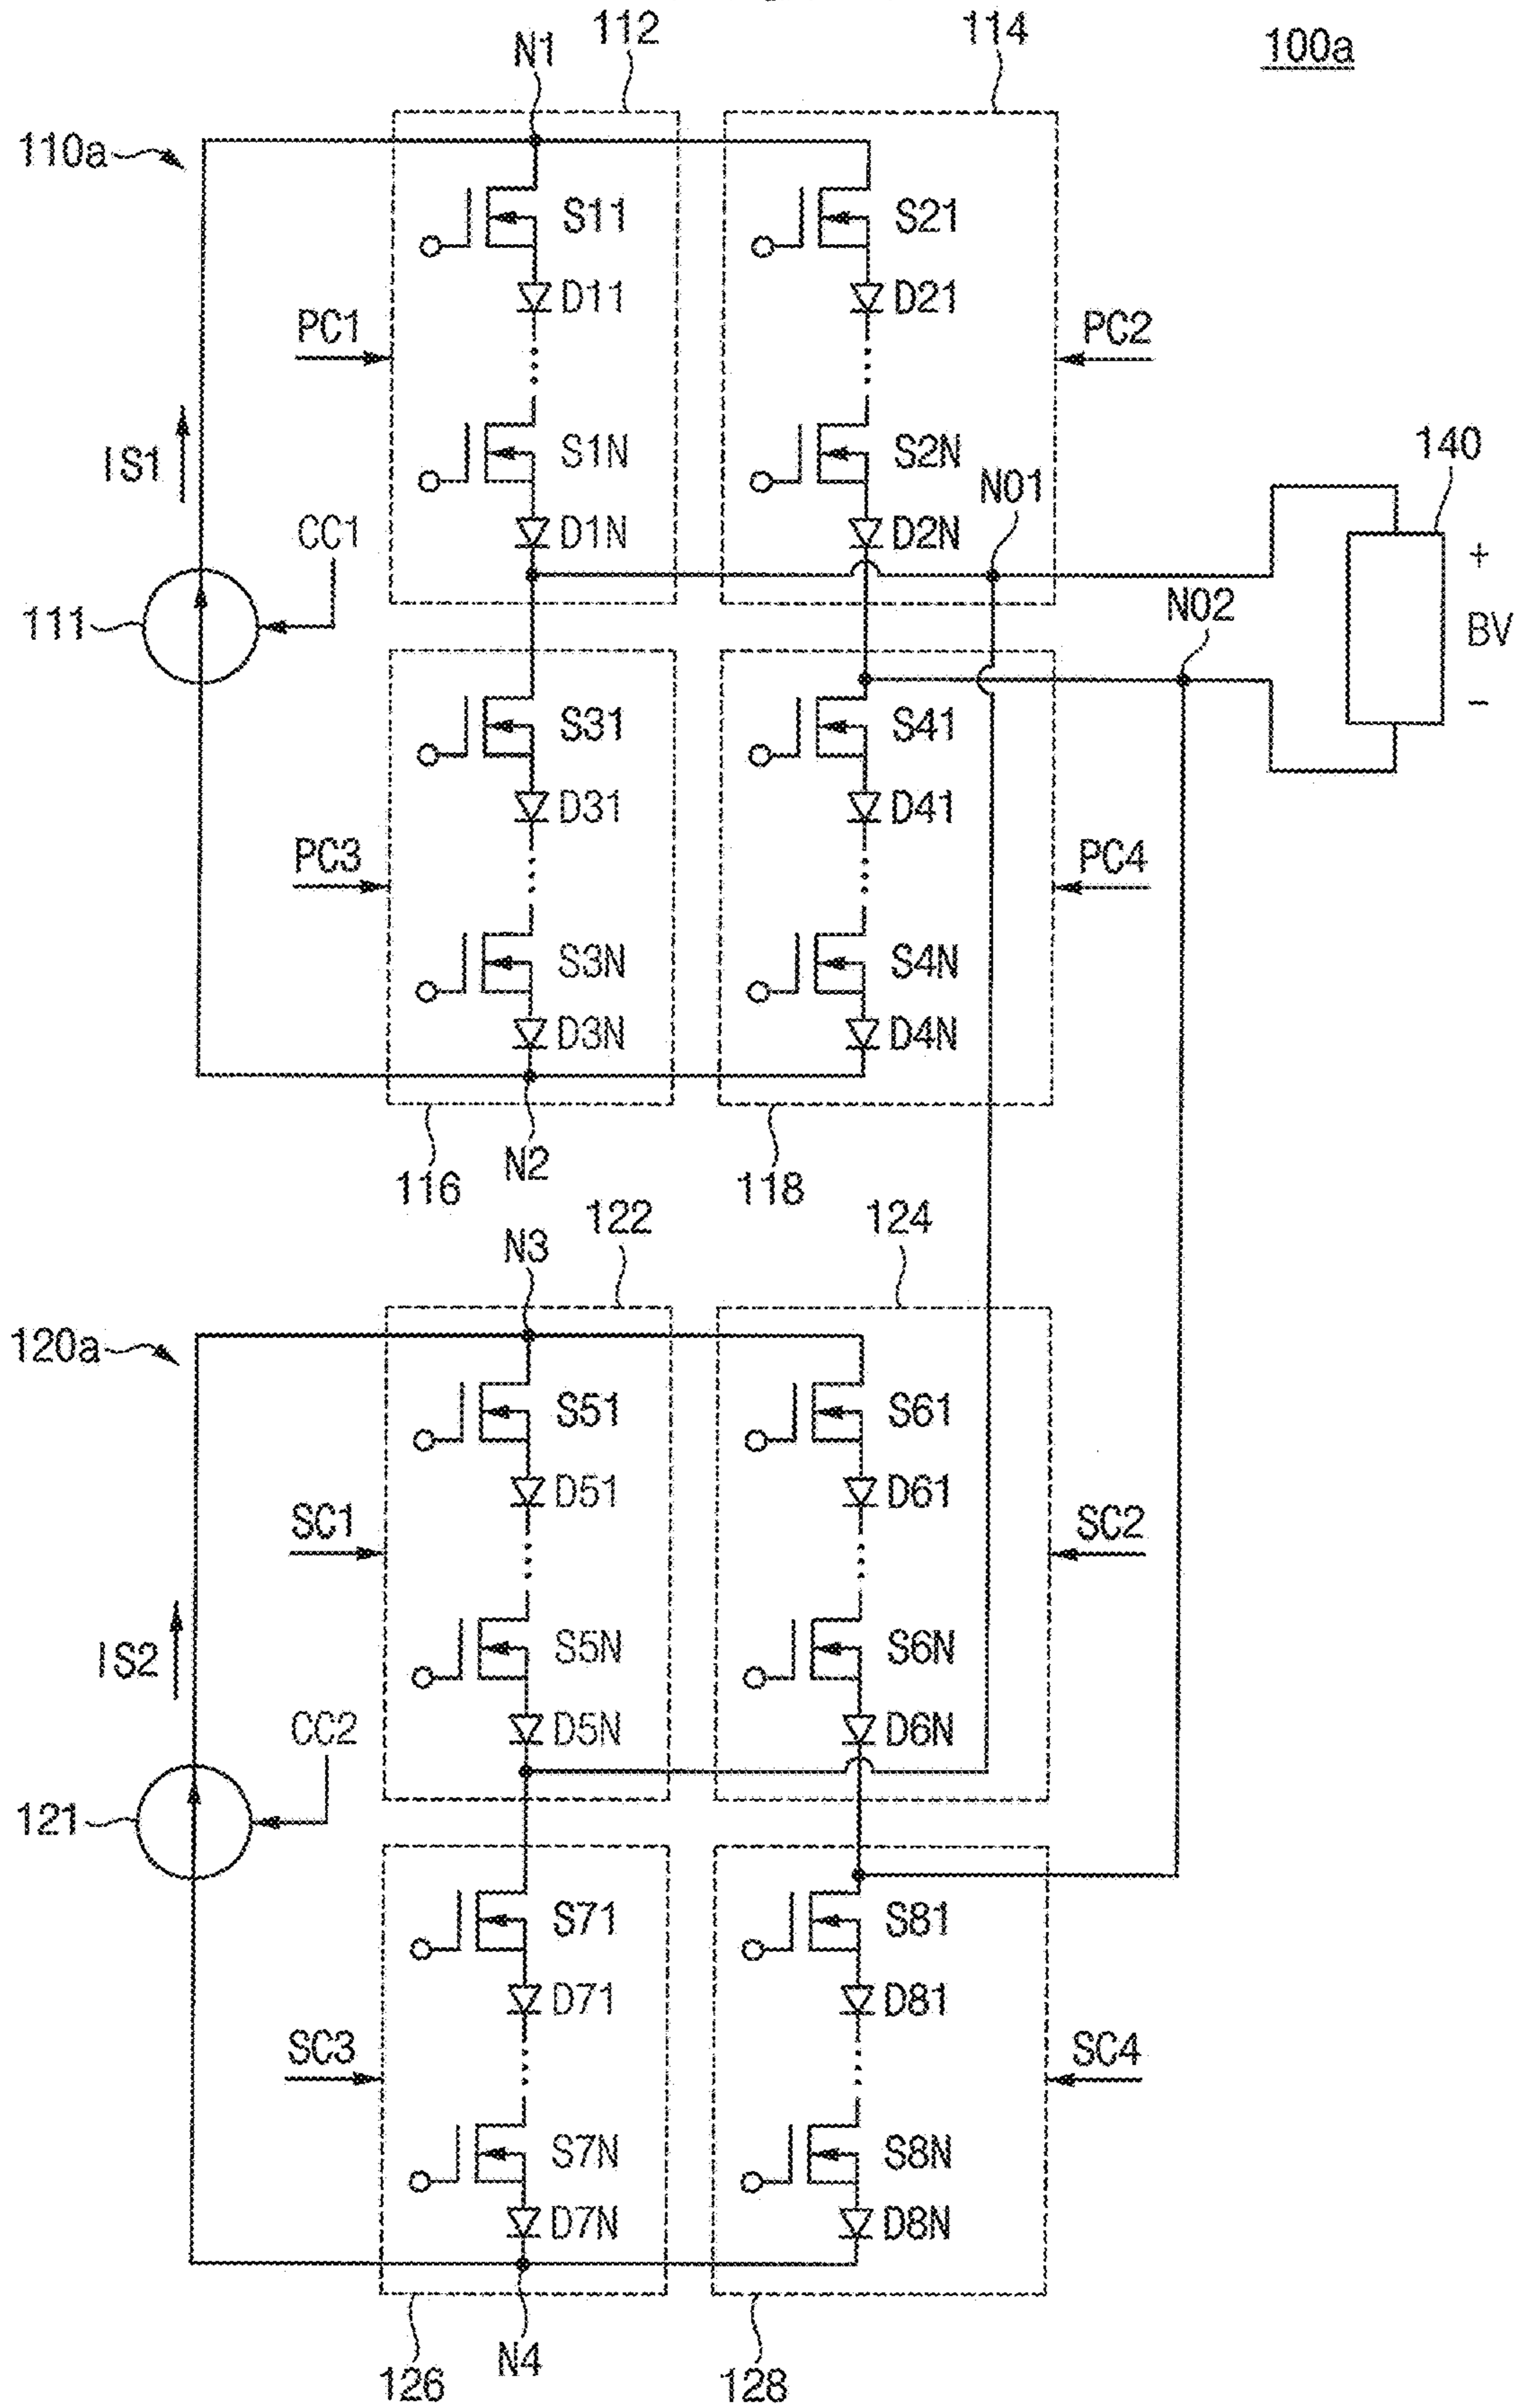 112
114
100a
N1
110a
S11
S21
D11
D21
PC1
PC2
IS1
S1N
S2N
N01
140
CC1
D1N
D2N
+
111
N02
BV
S31
S41
−
D31
D41
PC3
PC4
S3N
S4N
D3N
D4N
N2
116
118
122
124
N3
120a
S51
S61
D51
D61
SC1
SC2
S5N
S6N
IS2
CC2
D5N
D6N
121
S71
S81
D71
D81
SC3
SC4
S7N
S8N
D7N
D8N
N4
126
128